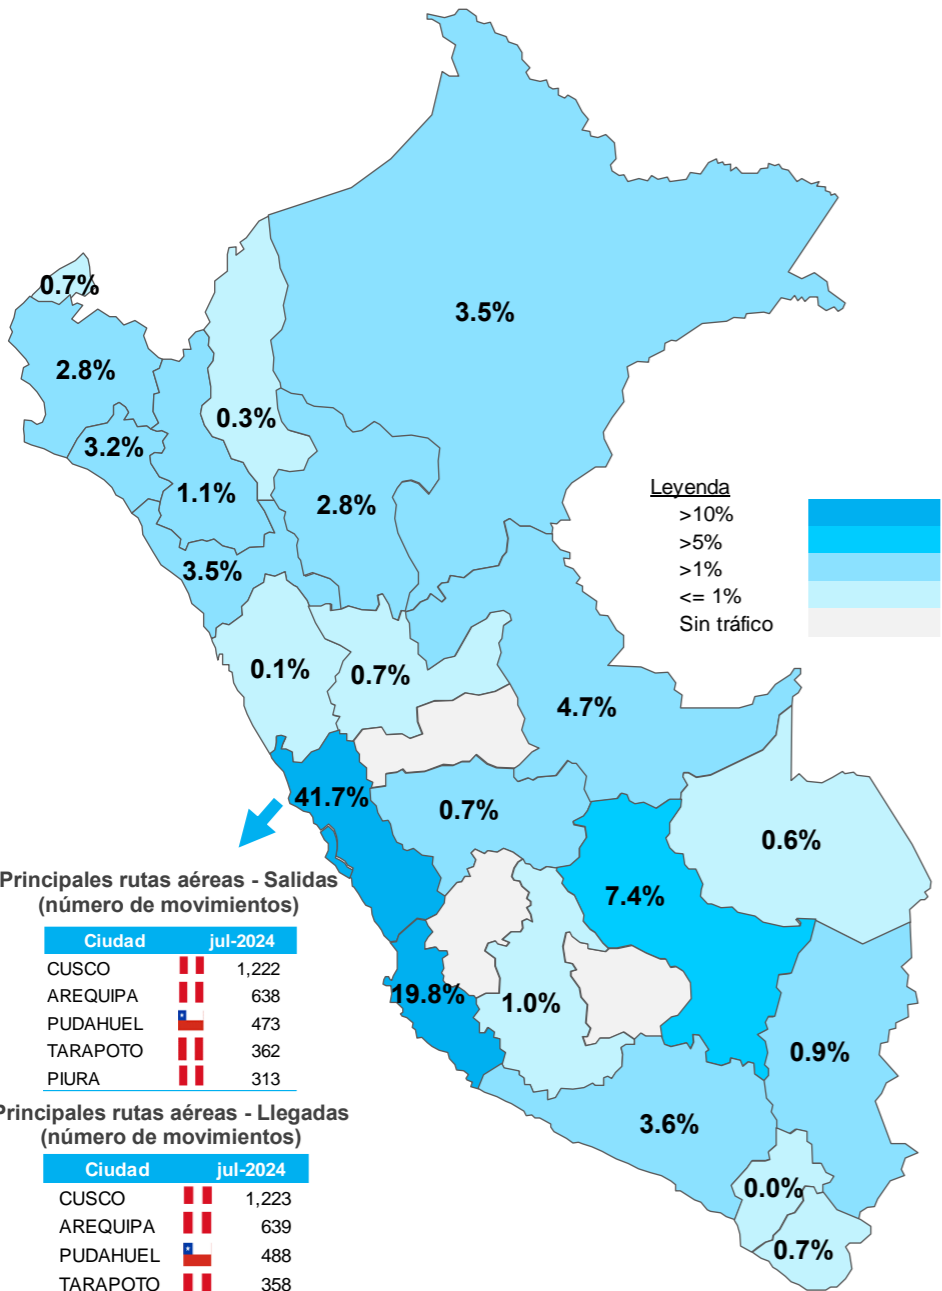 0.7%
3.5%
2.8%
0.3%
3.2%
1.1%
2.8%
Leyenda
>10%
>5%
>1%
<= 1%
Sin tráfico
3.5%
0.1%
0.7%
4.7%
41.7%
0.7%
0.6%
7.4%
19.8%
1.0%
0.9%
3.6%
0.0%
0.7%
Principales rutas aéreas - Salidas
(número de movimientos)
Ciudad jul-2024
CUSCO 1,222
AREQUIPA 638
PUDAHUEL 473
TARAPOTO 362
PIURA 313
Principales rutas aéreas - Llegadas
(número de movimientos)
Ciudad jul-2024
CUSCO 1,223
AREQUIPA 639
PUDAHUEL 488
TARAPOTO 358